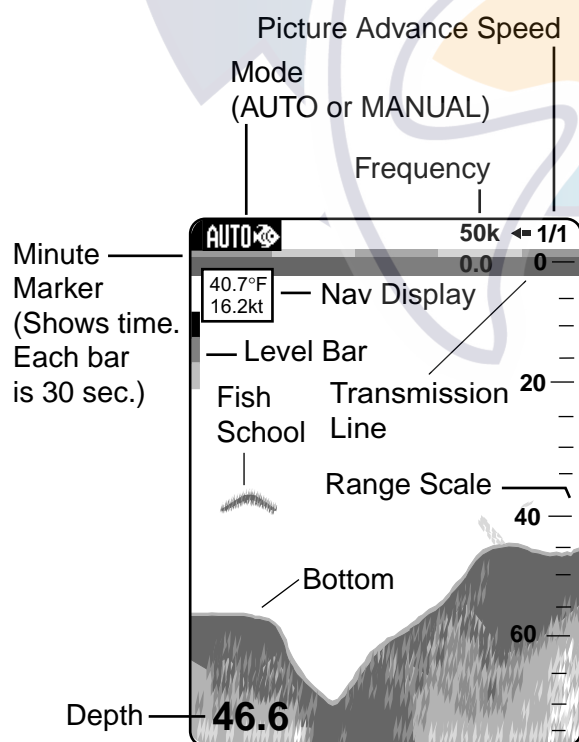 Picture Advance Speed
Mode
(AUTO or MANUAL)
Frequency
AUTO
50k
1/1
Minute
Marker
(Shows time.
Each bar
is 30 sec.)
0.0
0
40.7°F
16.2kt
Nav Display
Level Bar
Transmission
Line
20
Fish
School
Range Scale
40
Bottom
60
Depth
46.6